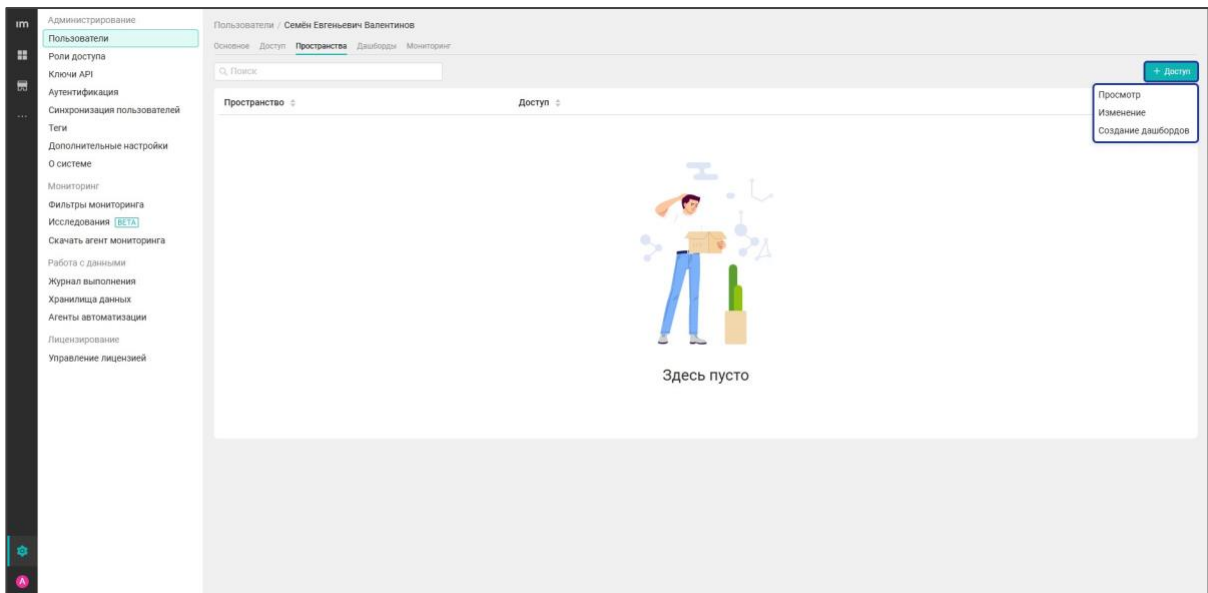 im
Администрирование
Пользователи
Роли доступа
Ключи API
Аутентификация
Синхронизация пользователей
Теги
Дополнительные настройки
О системе
Мониторинг
Фильтры мониторинга
Исследования BETA
Скачать агент мониторинга
Работа с данными
Журнал выполнения
Хранилища данных
Агенты автоматизации
Лицензирование
Управление лицензией
A
Пользователи / Семён Евгеньевич Валентинов
Основное Доступ Пространства Дашборды Мониторинг
Поиск
+ Доступ
Просмотр
Изменение
Создание дашбордов
Пространство Доступ
Здесь пусто